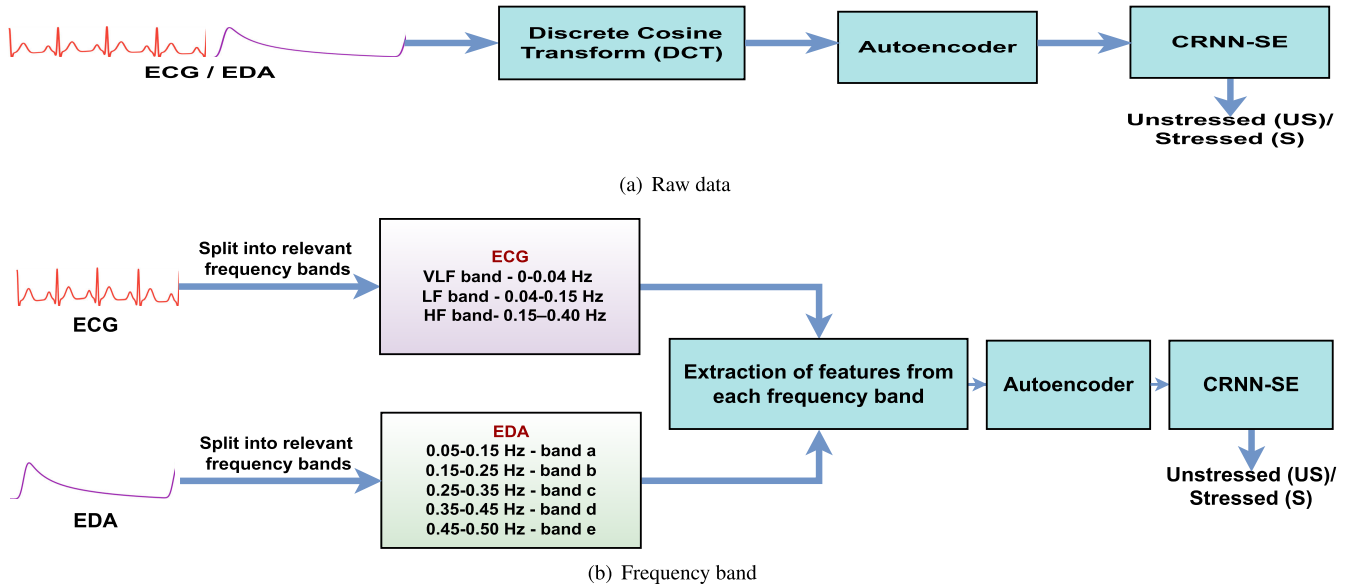 ECG / EDA
Discrete Cosine
Transform (DCT)
Autoencoder
CRNN-SE
Unstressed (US)/
Stressed (S)
(a) Raw data
ECG
Split into relevant
frequency bands
ECG
VLF band - 0-0.04 Hz
LF band - 0.04-0.15 Hz
HF band- 0.15–0.40 Hz
EDA
Split into relevant
frequency bands
EDA
0.05-0.15 Hz - band a
0.15-0.25 Hz - band b
0.25-0.35 Hz - band c
0.35-0.45 Hz - band d
0.45-0.50 Hz - band e
Extraction of features from
each frequency band
Autoencoder
CRNN-SE
Unstressed (US)/
Stressed (S)
(b) Frequency band